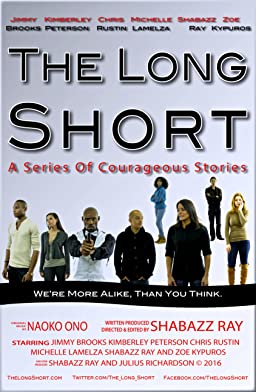 JIMMY KIMBERLEY CHRIS MICHELLE SHABAZZ ZOE
BROOKS PETERSON RUSTIN LAMELZA RAY KYPUROS
THE LONG
SHORT
A Series Of Courageous Stories
WE'RE MORE ALIKE, THAN YOU THINK.
NAOKO ONO
WRITTEN PRODUCED
DIRECTED & EDITED BY SHABAZZ RAY
STARRING JIMMY BROOKS KIMBERLEY PETERSON CHRIS RUSTIN
MICHELLE LAMELZA SHABAZZ RAY AND ZOE KYPUROS
SHABAZZ RAY AND JULIUS RICHARDSON © 2016
THELONGSHORT.COM TWITTER.COM/THE_LONG_SHORT FACEBOOK.COM/THELONGSHORT